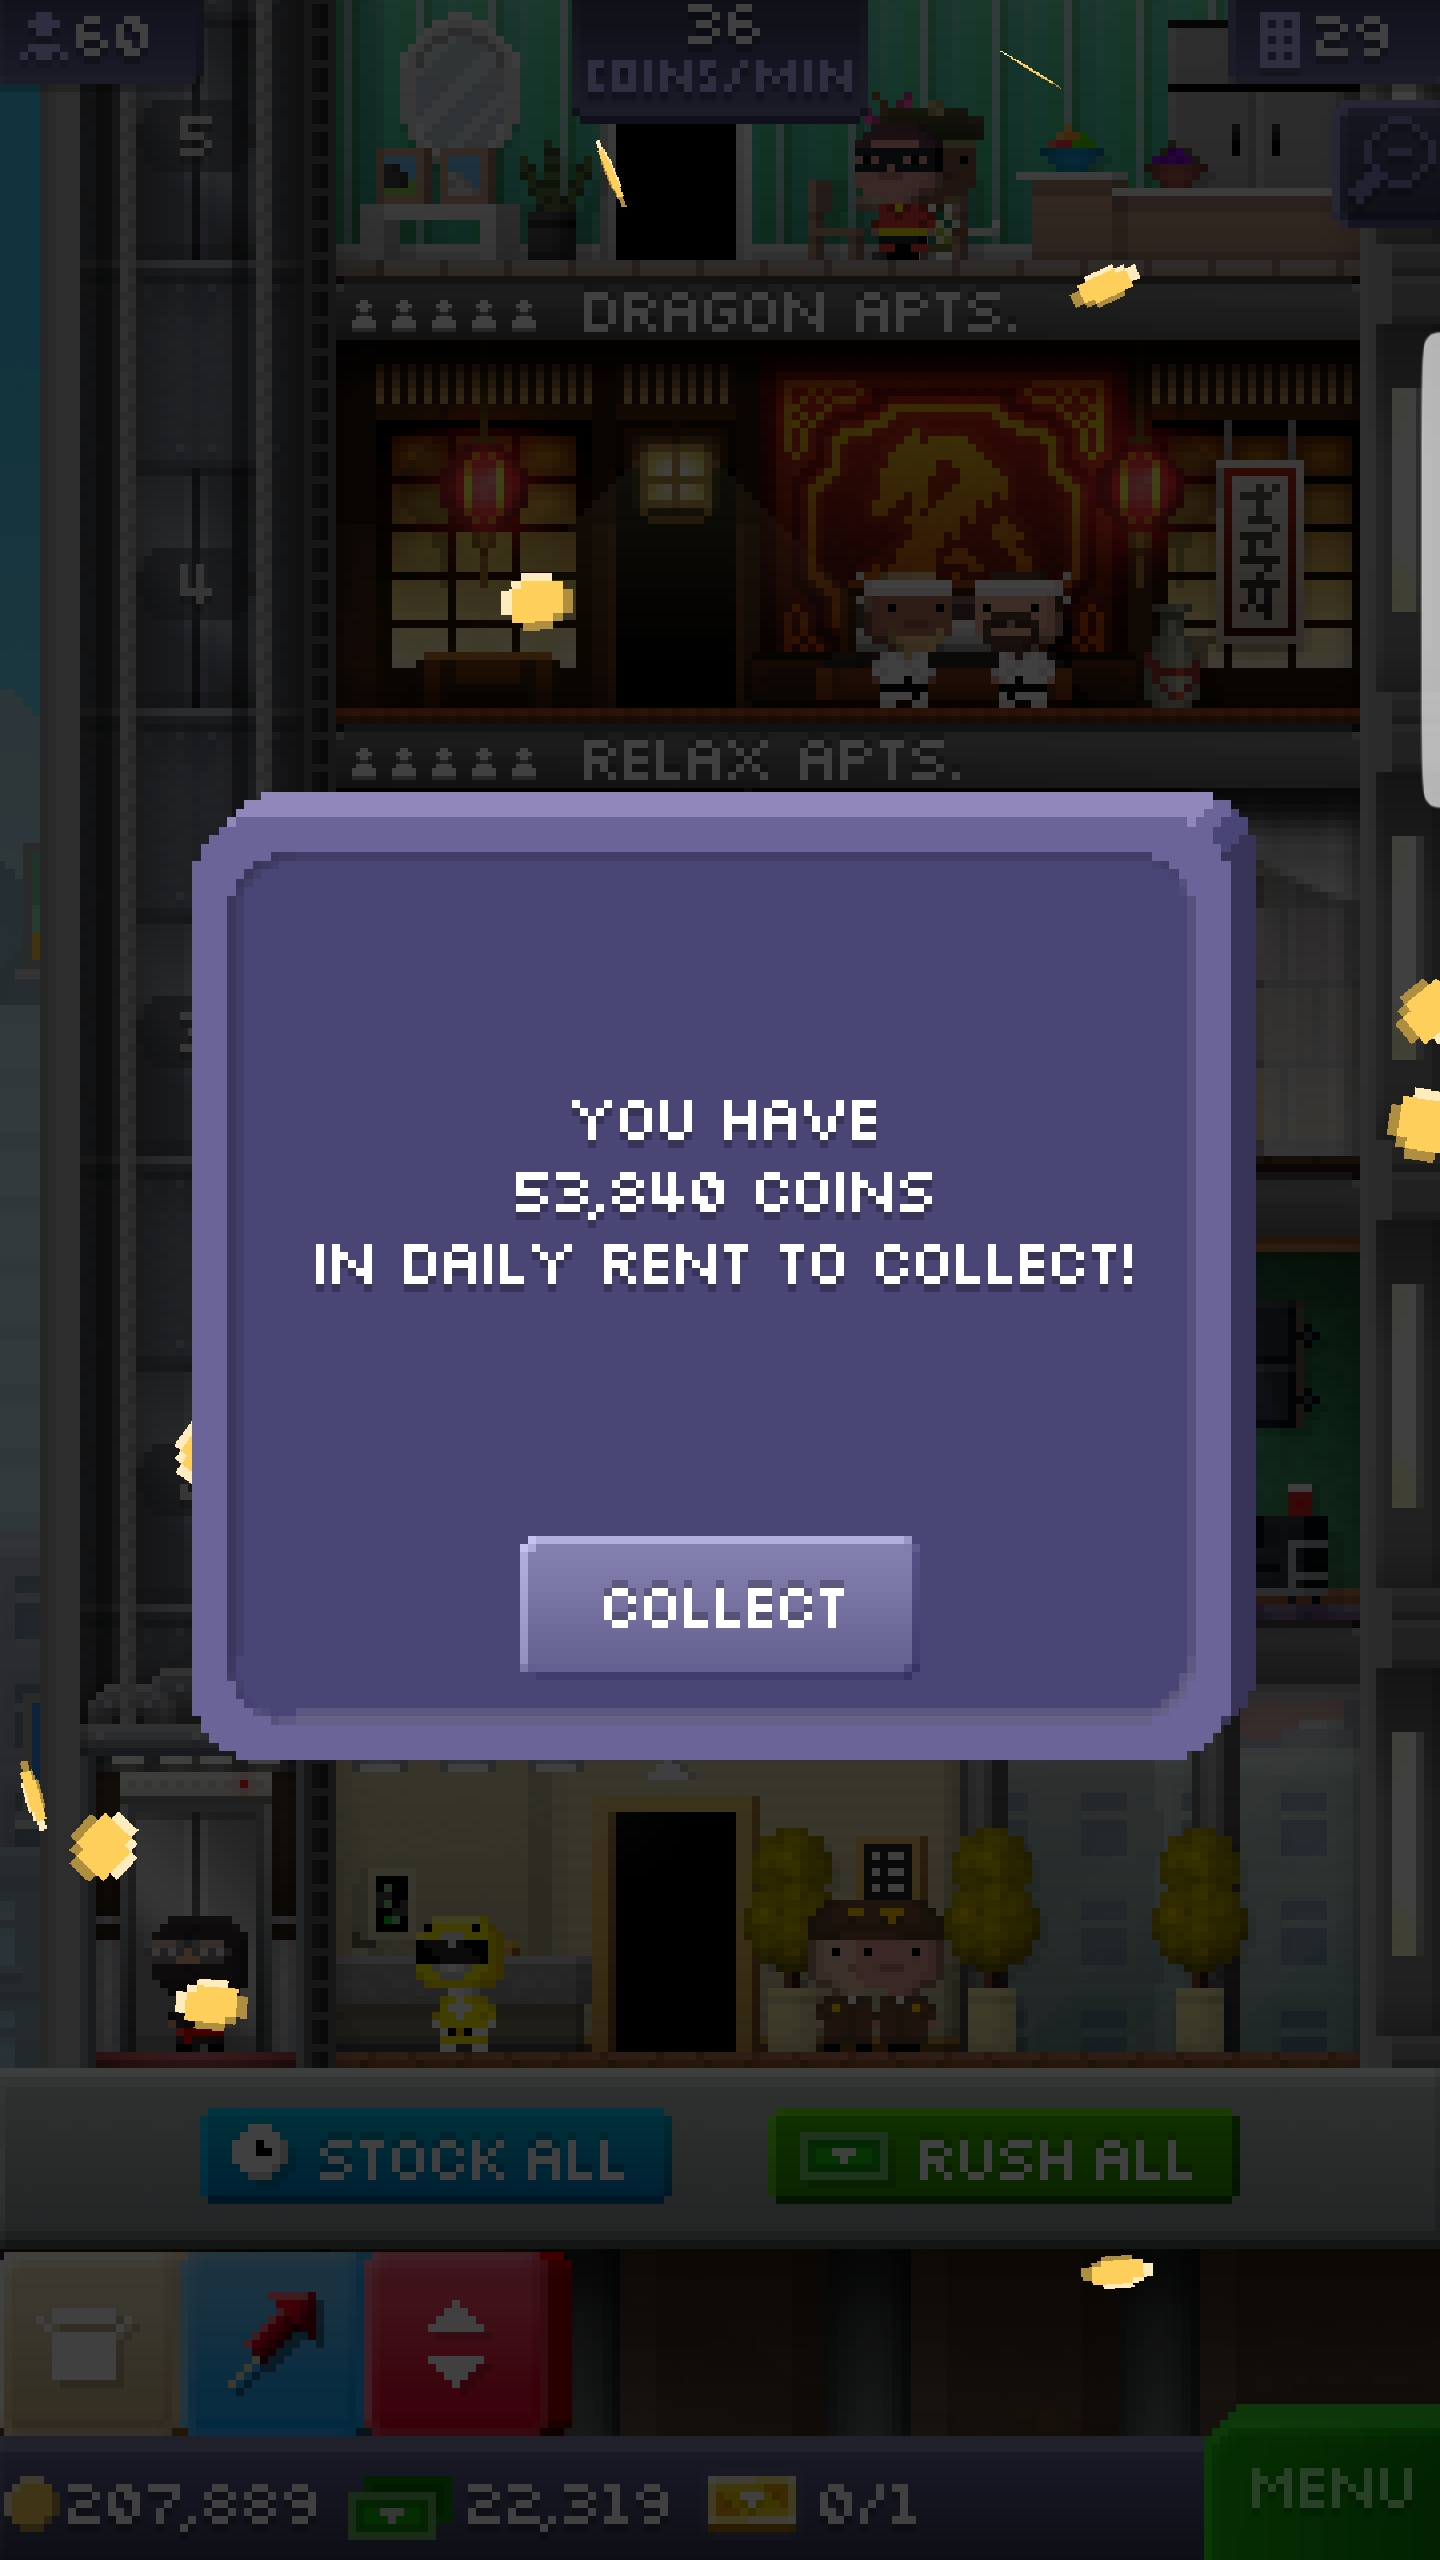 60
36
COINS/MIN
29
5
DRAGON APTS.
4
RELAX APTS.
YOU HAVE
53,840 COINS
IN DAILY RENT TO COLLECT!
COLLECT
STOCK ALL
RUSH ALL
207,889
22,319
0/1
MENU